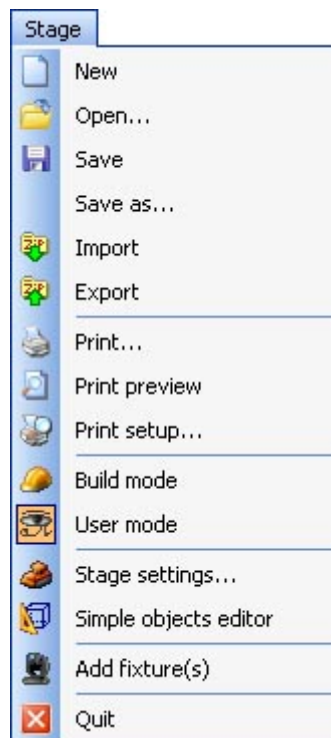 Stage
New
Open...
Save
Save as...
Import
Export
Print...
Print preview
Print setup...
Build mode
User mode
Stage settings...
Simple objects editor
Add fixture(s)
Quit